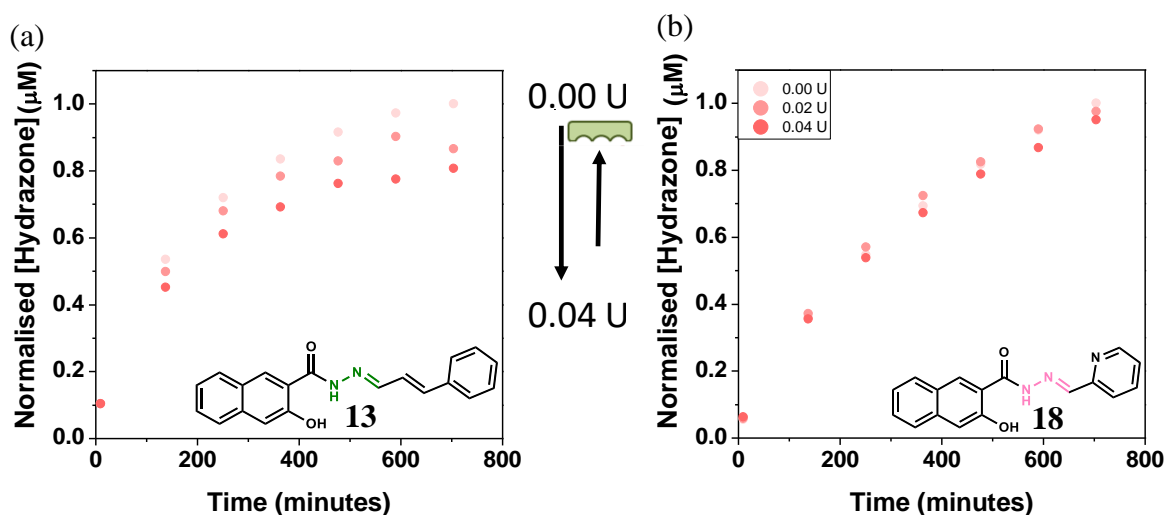 (a)
Normalised [Hydrazone] (μM)
1.0
0.8
0.6
0.4
0.2
0.0
0
200
400
600
800
Time (minutes)
O
N
H
N
OH
13
0.00 U
0.04 U
(b)
Normalised [Hydrazone] (μM)
1.0
0.8
0.6
0.4
0.2
0.0
0.00 U
0.02 U
0.04 U
0
200
400
600
800
Time (minutes)
O
N
H
N
N
OH
18